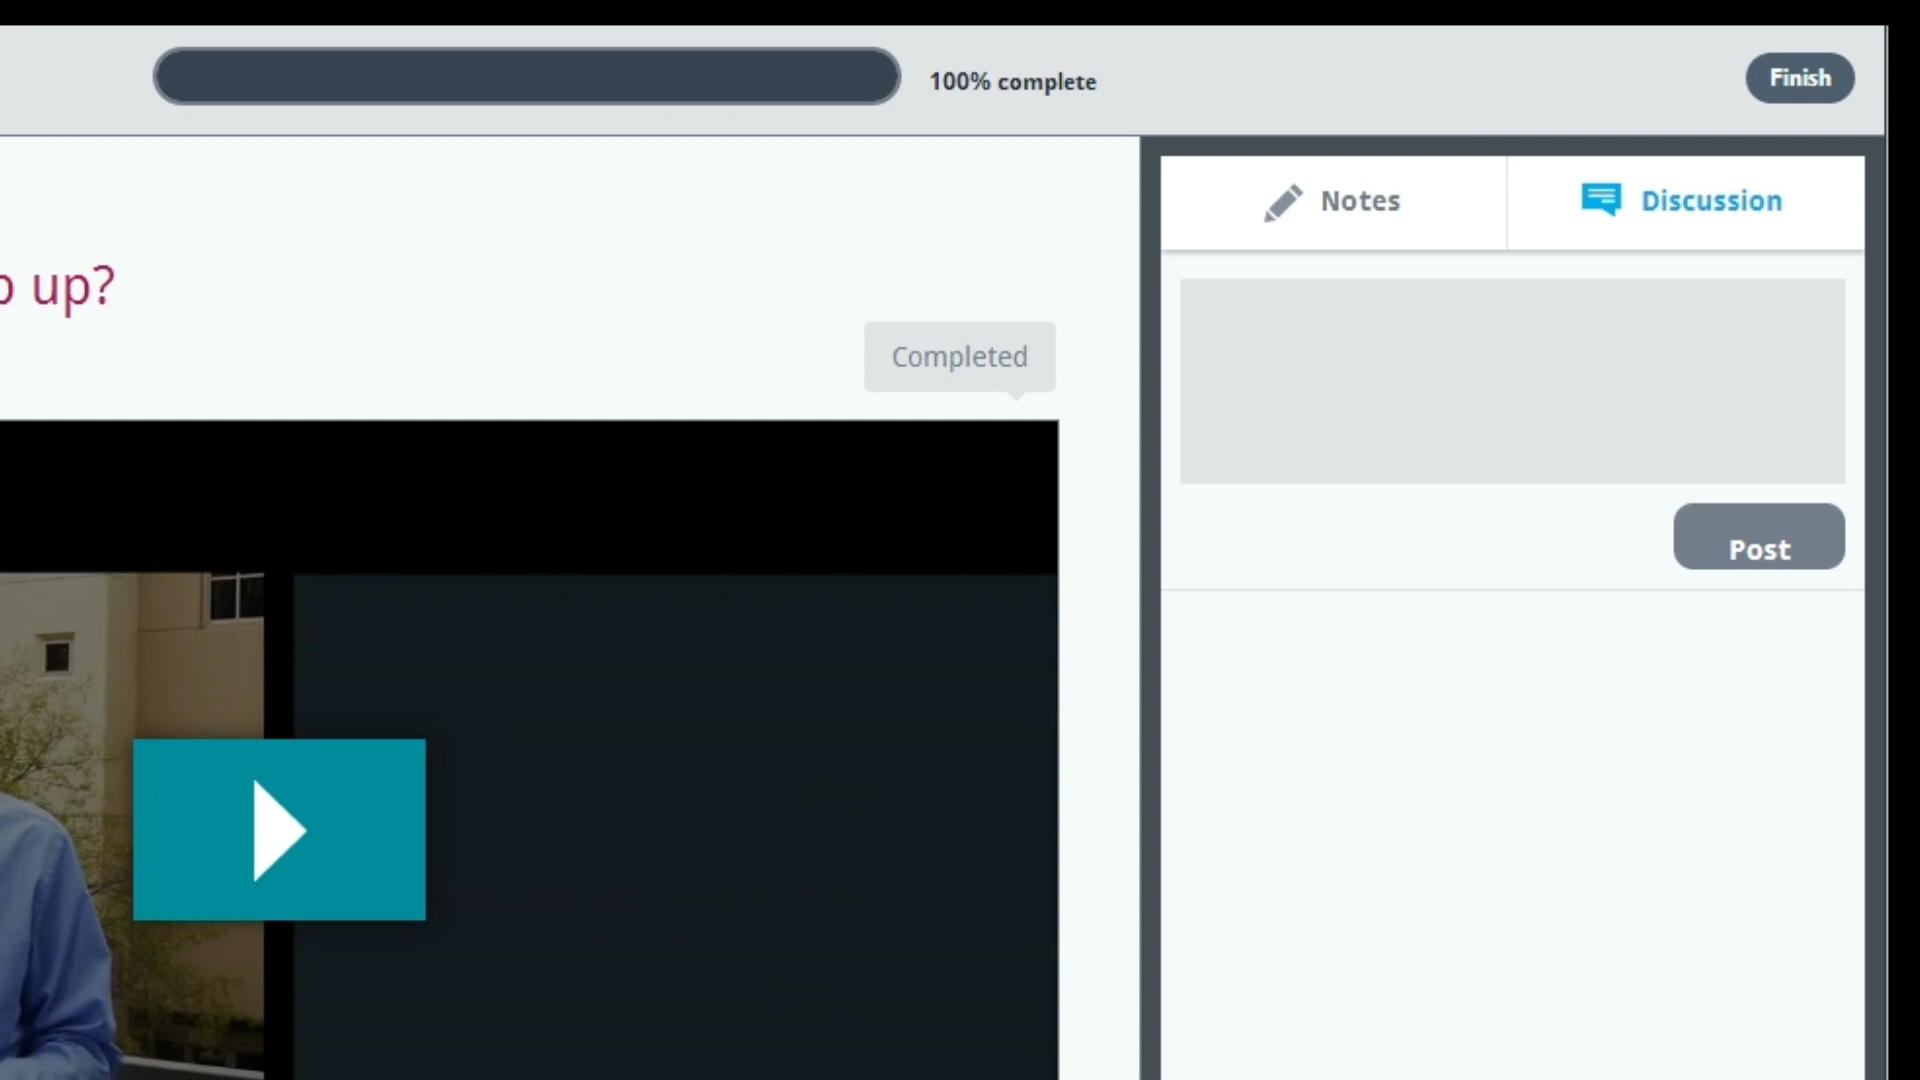 100% complete
Finish
Notes
Discussion
up?
Completed
Post